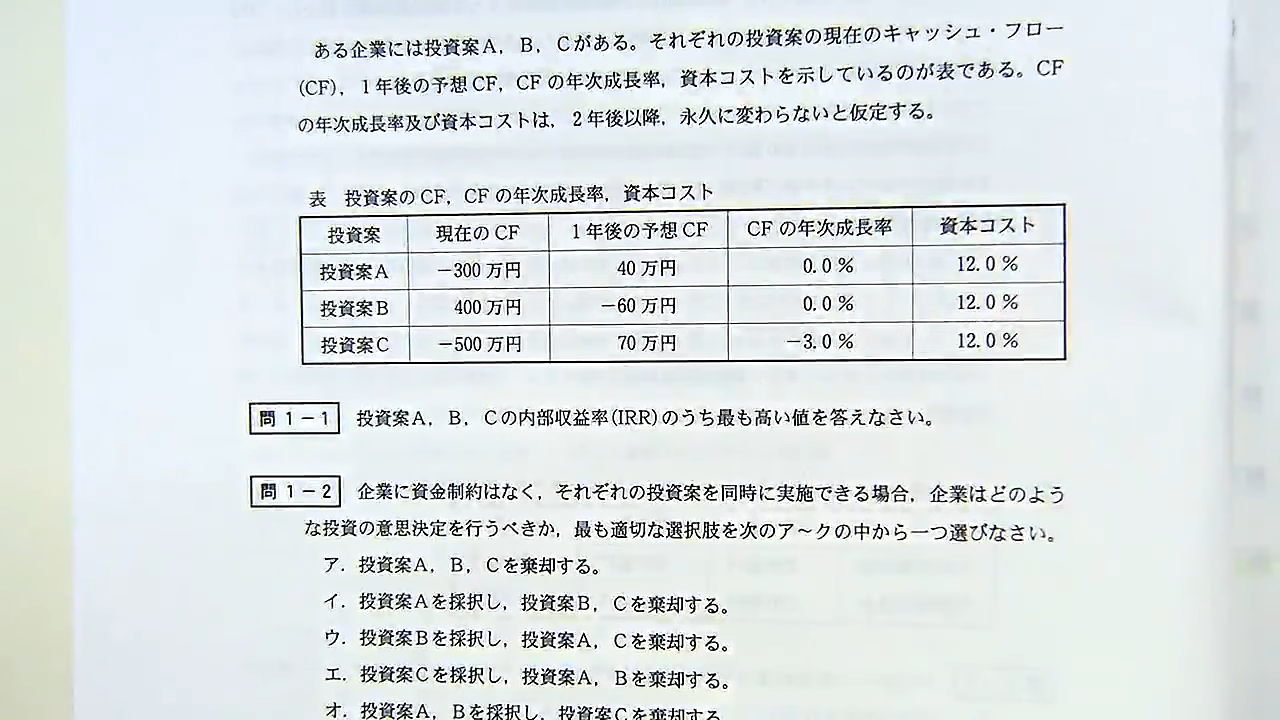 ある企業には投資案A，B，Cがある。それぞれの投資案の現在のキャッシュ・フロー
(CF)，1年後の予想CF，CFの年次成長率，資本コストを示しているのが表である。CF
の年次成長率及び資本コストは，2年後以降，永久に変わらないと仮定する。
表　投資案のCF，CFの年次成長率，資本コスト
投資案　現在のCF　1年後の予想CF　CFの年次成長率　資本コスト
投資案A　−300万円　40万円　0.0％　12.0％
投資案B　400万円　−60万円　0.0％　12.0％
投資案C　−500万円　70万円　−3.0％　12.0％
問1−1　投資案A，B，Cの内部収益率(IRR)のうち最も高い値を答えなさい。
問1−2　企業に資金制約はなく，それぞれの投資案を同時に実施できる場合，企業はどのよう
な投資の意思決定を行うべきか，最も適切な選択肢を次のア〜クの中から一つ選びなさい。
ア．投資案A，B，Cを棄却する。
イ．投資案Aを採択し，投資案B，Cを棄却する。
ウ．投資案Bを採択し，投資案A，Cを棄却する。
エ．投資案Cを採択し，投資案A，Bを棄却する。
オ．投資案A，Bを採択し，投資案Cを棄却する